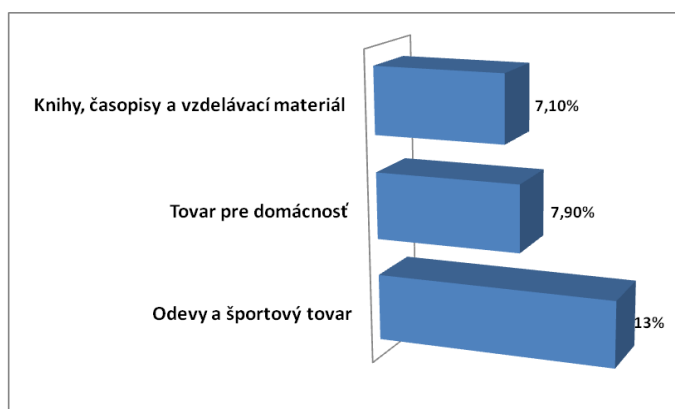 Knihy, časopisy a vzdelávací materiál
7,10%
Tovar pre domácnosť
7,90%
Odevy a športový tovar
13%